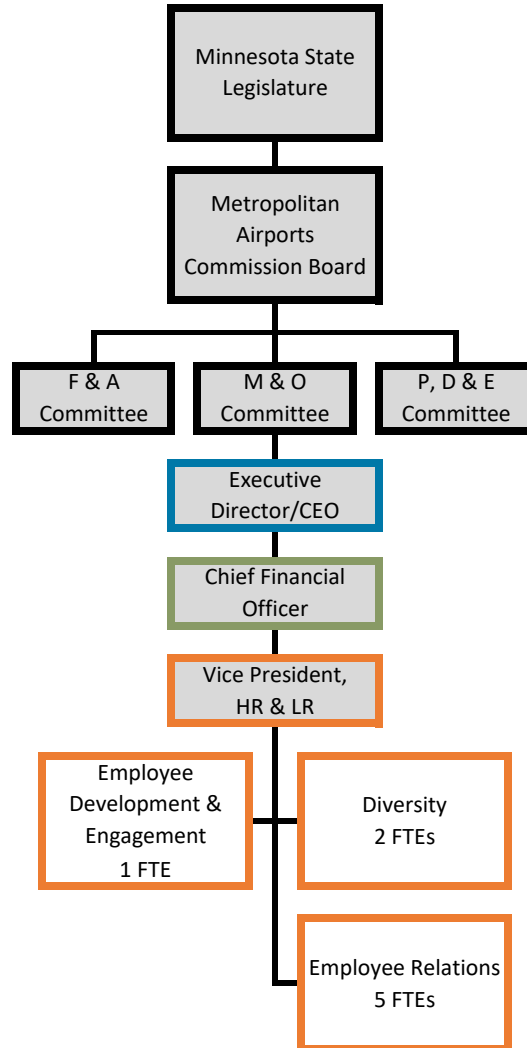 Minnesota State
Legislature
Metropolitan
Airports
Commission Board
F & A
Committee
M & O
Committee
P, D & E
Committee
Executive
Director/CEO
Chief Financial
Officer
Vice President,
HR & LR
Employee
Development &
Engagement
1 FTE
Diversity
2 FTEs
Employee Relations
5 FTEs